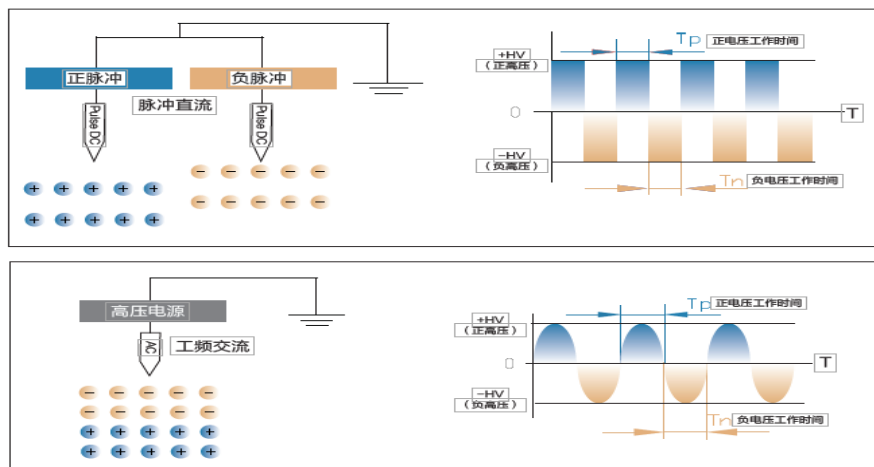 正脉冲
负脉冲
脉冲直流
Pulse DC
Pulse DC
+HV
(正高压)
Tp 正电压工作时间
0
T
-HV
(负高压)
Tn 负电压工作时间
高压电源
AC
工频交流
+HV
(正高压)
Tp 正电压工作时间
0
T
-HV
(负高压)
Tn 负电压工作时间